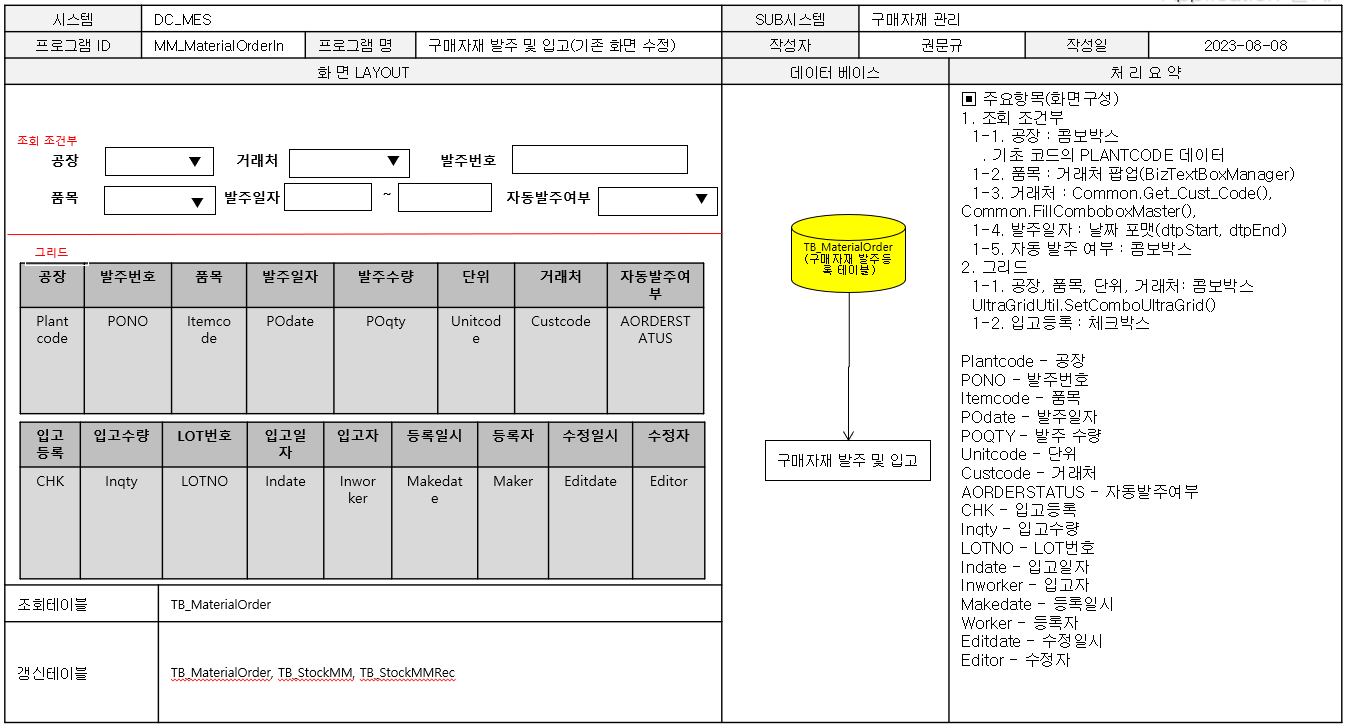 시스템 DC_MES SUB시스템 구매자재 관리
프로그램 ID MM_MaterialOrderIn 프로그램 명 구매자재 발주 및 입고(기존 화면 수정) 작성자 권문규 작성일 2023-08-08
화 면 LAYOUT 데이터 베이스 처 리 요 약
조회 조건부
공장 ▼ 거래처 ▼ 발주번호
품목 ▼ 발주일자 ~ 자동발주여부 ▼
그리드
공장 발주번호 품목 발주일자 발주수량 단위 거래처 자동발주여
부
Plant PONO Itemco POdate POqty Unitcod Custcode AORDERST
code de e ATUS
입고 입고수량 LOT번호 입고일 입고자 등록일시 등록자 수정일시 수정자
등록 자
CHK Inqty LOTNO Indate Inwor Makedat Maker Editdate Editor
ker e
조회테이블 TB_MaterialOrder
갱신테이블 TB_MaterialOrder, TB_StockMM, TB_StockMMRec
TB_MaterialOrder
(구매자재 발주등
록 테이블)
구매자재 발주 및 입고
▣ 주요항목(화면구성)
1. 조회 조건부
1-1. 공장 : 콤보박스
. 기초 코드의 PLANTCODE 데이터
1-2. 품목 : 거래처 팝업(BizTextBoxManager)
1-3. 거래처 : Common.Get_Cust_Code(),
Common.FillComboboxMaster(),
1-4. 발주일자 : 날짜 포맷(dtpStart, dtpEnd)
1-5. 자동 발주 여부 : 콤보박스
2. 그리드
1-1. 공장, 품목, 단위, 거래처: 콤보박스
UltraGridUtil.SetComboUltraGrid()
1-2. 입고등록 : 체크박스
Plantcode - 공장
PONO - 발주번호
Itemcode - 품목
POdate - 발주일자
POQTY - 발주 수량
Unitcode - 단위
Custcode - 거래처
AORDERSTATUS - 자동발주여부
CHK - 입고등록
Inqty - 입고수량
LOTNO - LOT번호
Indate - 입고일자
Inworker - 입고자
Makedate - 등록일시
Worker - 등록자
Editdate - 수정일시
Editor - 수정자